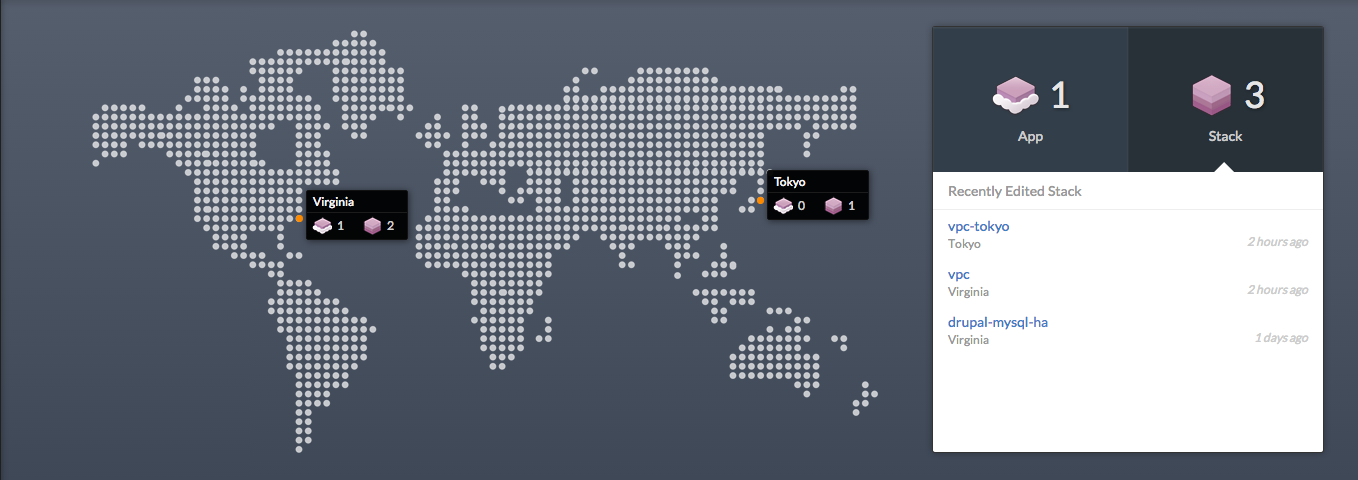 Virginia
1 2
Tokyo
0 1
1 3
App Stack
Recently Edited Stack
vpc-tokyo
Tokyo 2 hours ago
vpc
Virginia 2 hours ago
drupal-mysql-ha
Virginia 1 days ago